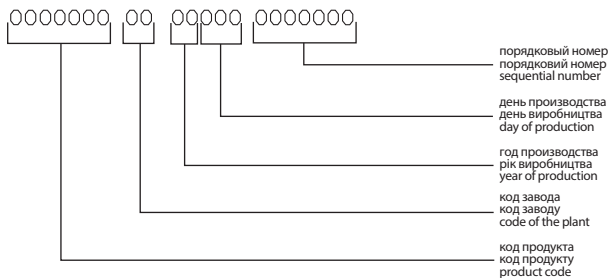 0000000 00 00000 0000000
порядковый номер
порядковий номер
sequential number
день производства
день виробництва
day of production
год производства
рік виробництва
year of production
код завода
код заводу
code of the plant
код продукта
код продукту
product code